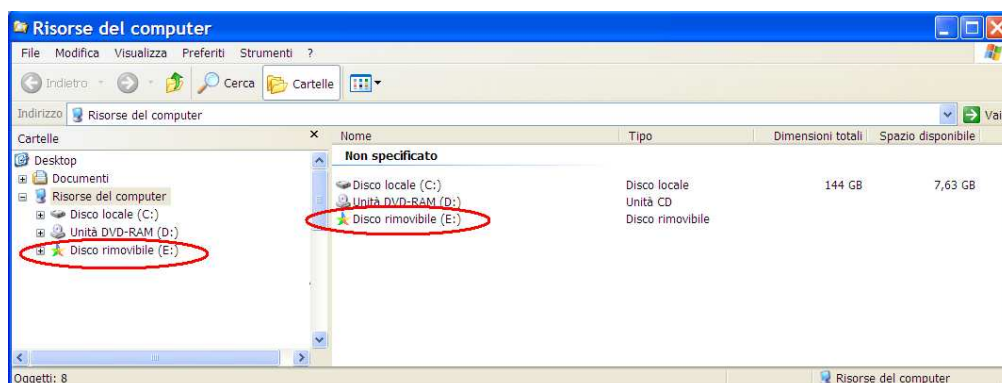 Risorse del computer
File Modifica Visualizza Preferiti Strumenti ?
Indietro Cerca Cartelle
Indirizzo Risorse del computer Vai
Cartelle × Nome Tipo Dimensioni totali Spazio disponibile
Desktop
Documenti
Risorse del computer
Disco locale (C:)
Unità DVD-RAM (D:)
Disco rimovibile (E:)
Non specificato
Disco locale (C:) Disco locale 144 GB 7,63 GB
Unità DVD-RAM (D:) Unità CD
Disco rimovibile (E:) Disco rimovibile
Oggetti: 8 Risorse del computer